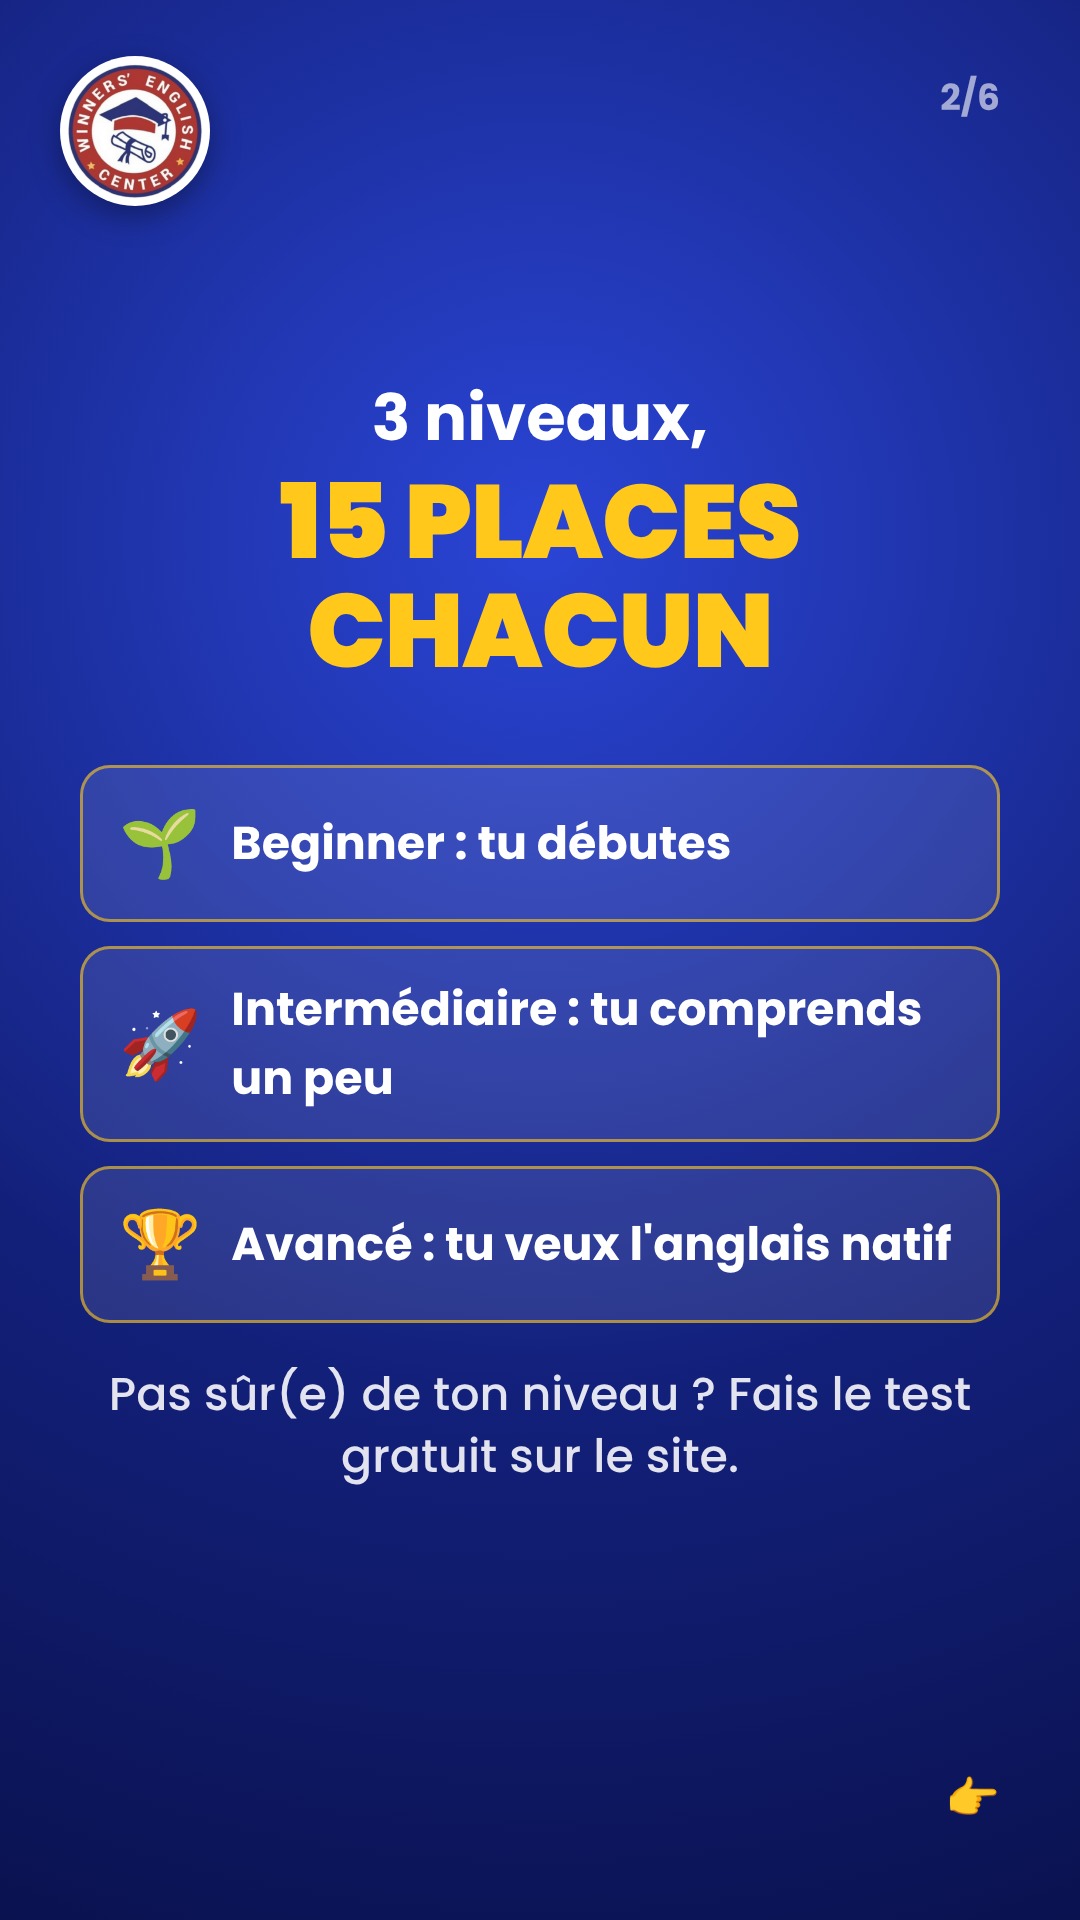 WINNERS' ENGLISH
CENTER
2/6
3 niveaux,
15 PLACES
CHACUN
Beginner : tu débutes
Intermédiaire : tu comprends
un peu
Avancé : tu veux l'anglais natif
Pas sûr(e) de ton niveau ? Fais le test
gratuit sur le site.